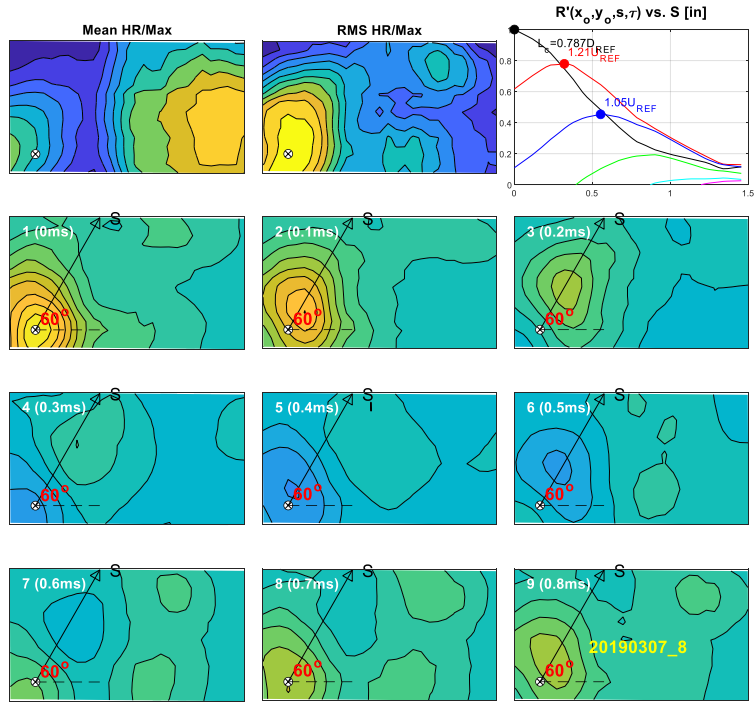 Mean HR/Max
RMS HR/Max
R'(xo,yo,s,τ) vs. S [in]
0.8
0.6
0.4
0.2
0
0 0.5 1 1.5
Lc=0.787DREF
1.21UREF
1.05UREF
1 (0ms)
S
60°
2 (0.1ms)
S
60°
3 (0.2ms)
S
60°
4 (0.3ms)
S
60°
5 (0.4ms)
S
60°
6 (0.5ms)
S
60°
7 (0.6ms)
S
60°
8 (0.7ms)
S
60°
9 (0.8ms)
S
60°
20190307_8